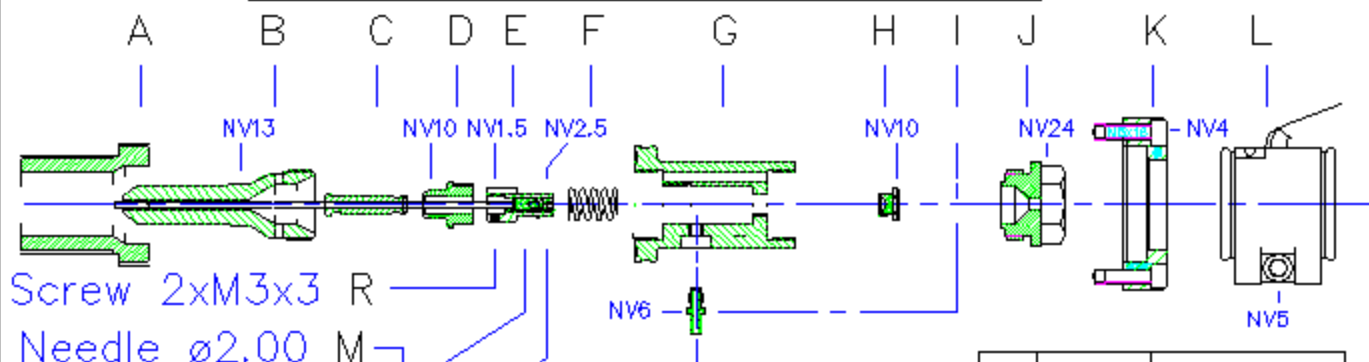 A B C D E F G H I J K L
NV13 NV10 NV1.5 NV2.5 NV10 NV24 NV4
Screw 2xM3x3 R
NV6
NV5
Needle ø2.00 M